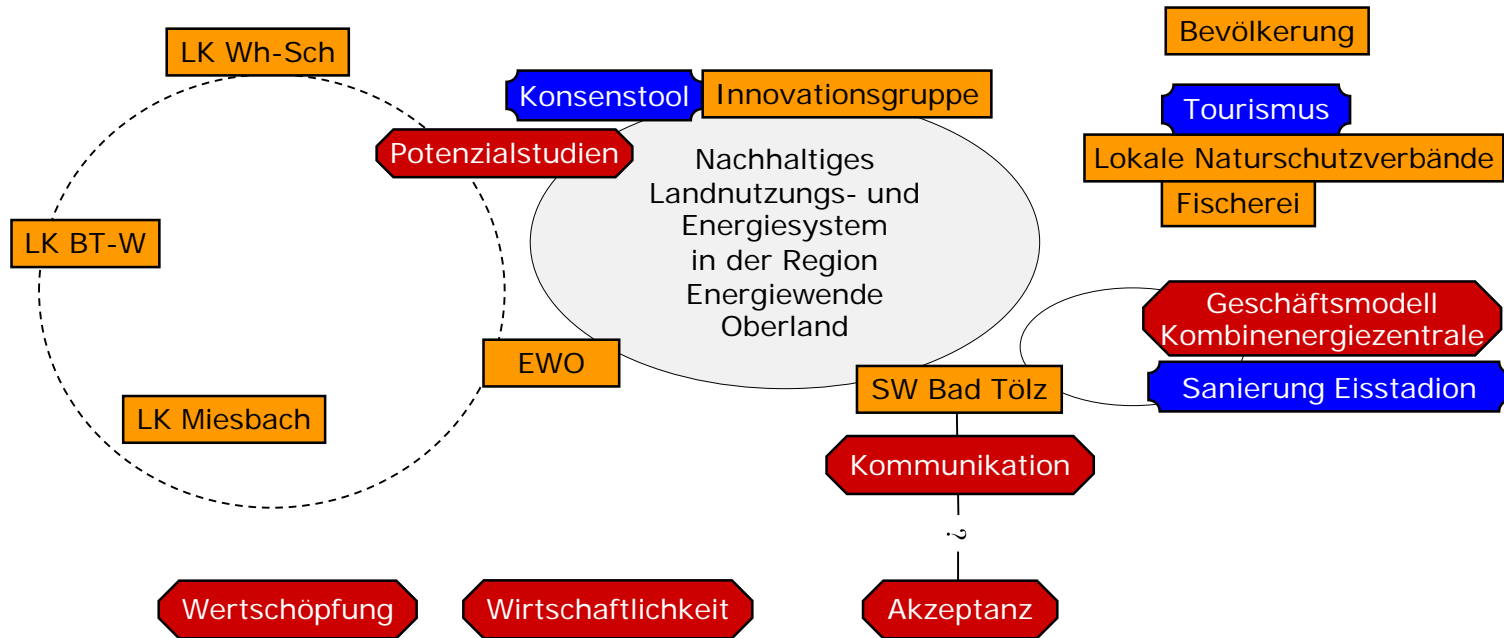 LK Wh-Sch
Bevölkerung
Konsenstool
Innovationsgruppe
Tourismus
Potenzialstudien
Nachhaltiges
Landnutzungs- und
Energiesystem
in der Region
Energiewende
Oberland
Lokale Naturschutzverbände
Fischerei
LK BT-W
Geschäftsmodell
Kombinenergiezentrale
EWO
SW Bad Tölz
Sanierung Eisstadion
LK Miesbach
Kommunikation
?
Wertschöpfung
Wirtschaftlichkeit
Akzeptanz